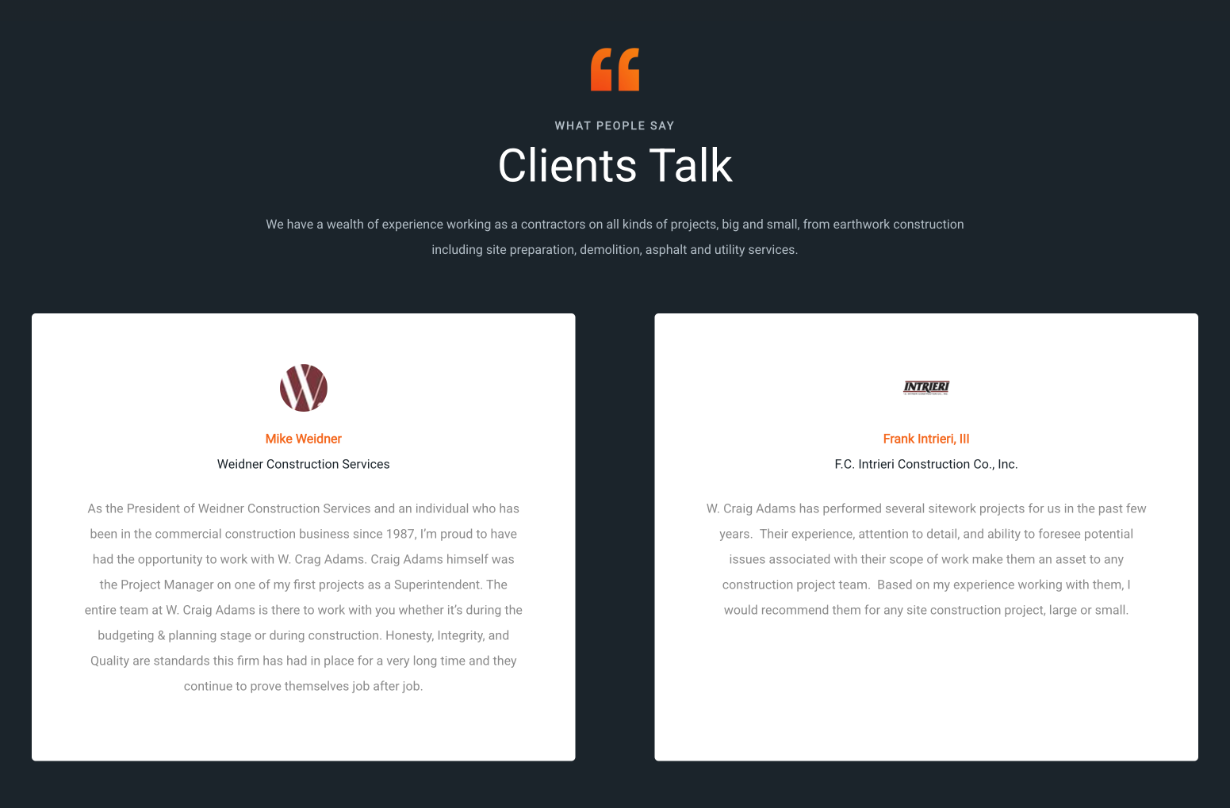 WHAT PEOPLE SAY
Clients Talk
We have a wealth of experience working as a contractors on all kinds of projects, big and small, from earthwork construction
including site preparation, demolition, asphalt and utility services.
W
Mike Weidner
Weidner Construction Services
As the President of Weidner Construction Services and an individual who has
been in the commercial construction business since 1987, I’m proud to have
had the opportunity to work with W. Crag Adams. Craig Adams himself was
the Project Manager on one of my first projects as a Superintendent. The
entire team at W. Craig Adams is there to work with you whether it’s during the
budgeting & planning stage or during construction. Honesty, Integrity, and
Quality are standards this firm has had in place for a very long time and they
continue to prove themselves job after job.
INTRIERI
Frank Intrieri, III
F.C. Intrieri Construction Co., Inc.
W. Craig Adams has performed several sitework projects for us in the past few
years.  Their experience, attention to detail, and ability to foresee potential
issues associated with their scope of work make them an asset to any
construction project team.  Based on my experience working with them, I
would recommend them for any site construction project, large or small.